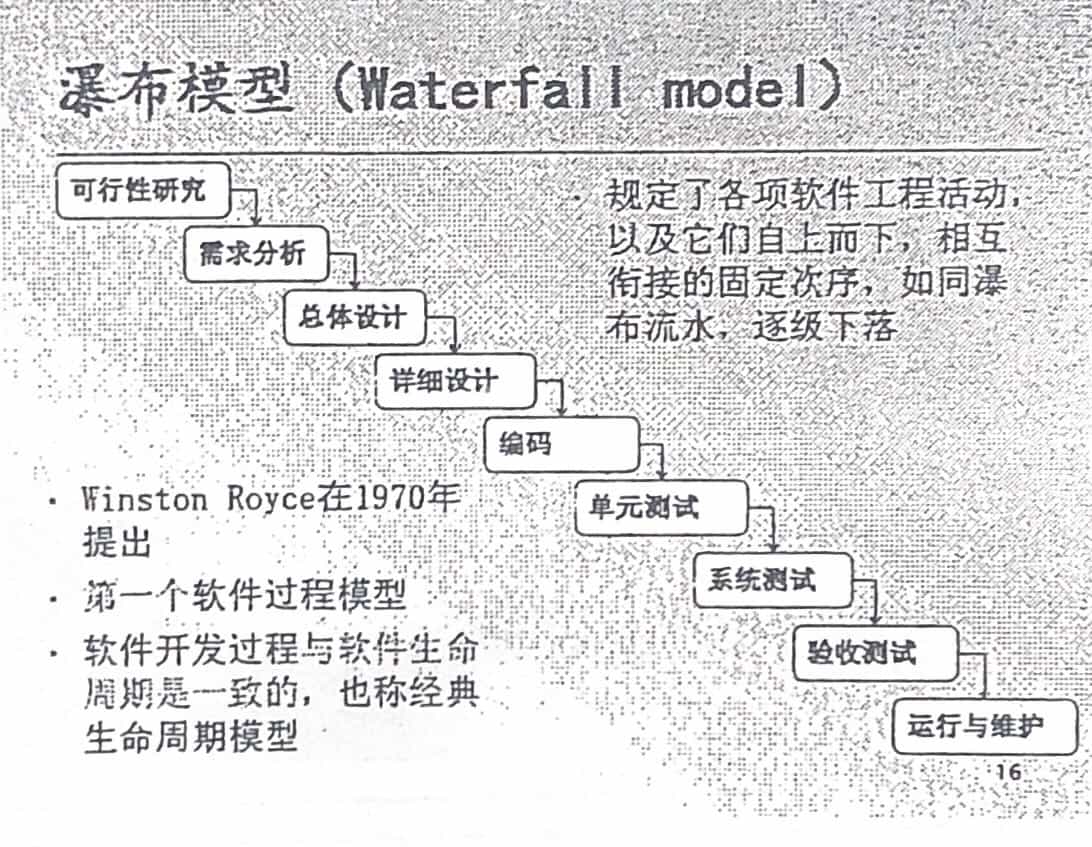 瀑布模型 (Waterfall model)
可行性研究
需求分析
总体设计
详细设计
编码
单元测试
系统测试
验收测试
运行与维护
· 规定了各项软件工程活动,
以及它们自上而下，相互
衔接的固定次序，如同瀑
布流水，逐级下落
· Winston Royce在1970年
提出
· 第一个软件过程模型
· 软件开发过程与软件生命
周期是一致的，也称经典
生命周期模型
16